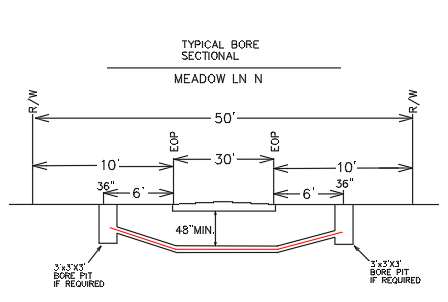 TYPICAL BORE
SECTIONAL
MEADOW LN N
R/W
R/W
50'
EOP
EOP
10'
30'
10'
36"
6'
6'
36"
48"MIN.
3'x3'X3'
BORE PIT
IF REQUIRED
3'x3'X3'
BORE PIT
IF REQUIRED